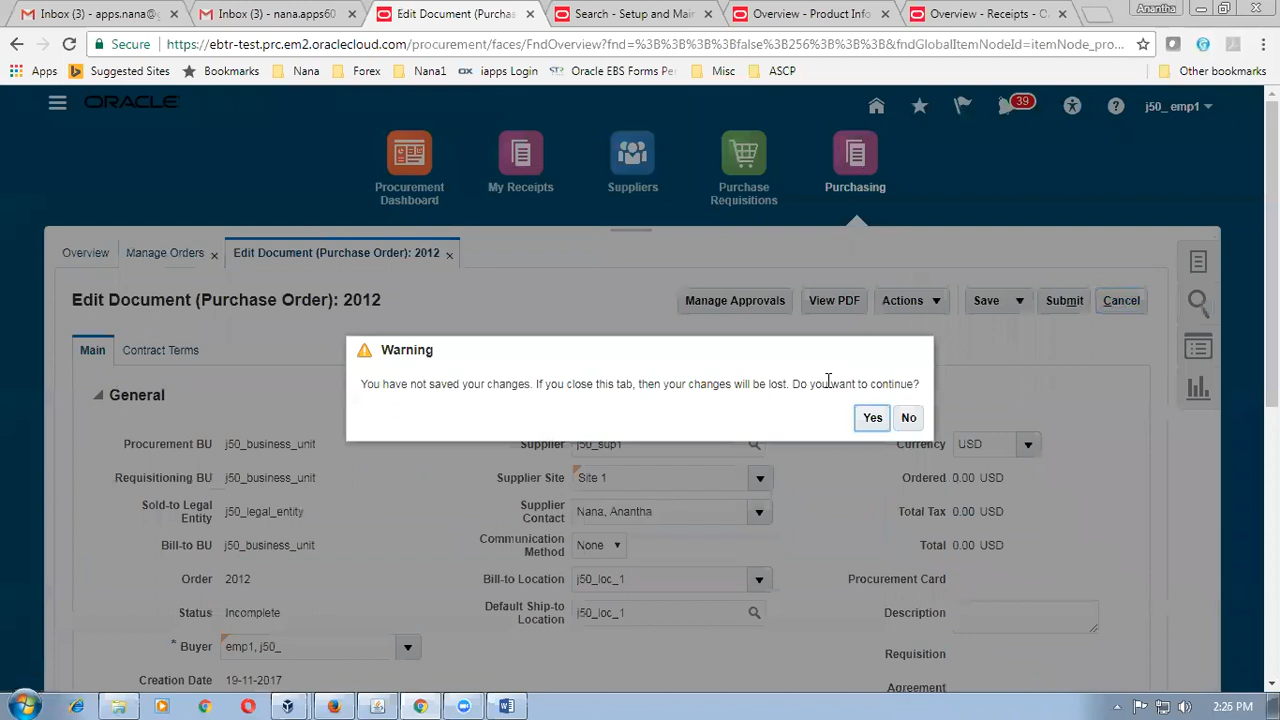 Inbox (3) - appsnana@g
Inbox (3) - nana.apps60
Edit Document (Purchas
Search - Setup and Main
Overview - Product Info
Overview - Receipts - C
Anantha
Secure
https://ebtr-test.prc.em2.oraclecloud.com/procurement/faces/FndOverview?fnd=%3B%3B%3B%3Bfalse%3B256%3B%3B%3B&fndGlobalItemNodeId=itemNode_pro...
Apps
Suggested Sites
Bookmarks
Nana
Forex
Nana1
iapps Login
Oracle EBS Forms Per
Misc
ASCP
Other bookmarks
ORACLE
39
j50_ emp1
Procurement Dashboard
My Receipts
Suppliers
Purchase Requisitions
Purchasing
Overview
Manage Orders
Edit Document (Purchase Order): 2012
Edit Document (Purchase Order): 2012
Manage Approvals
View PDF
Actions
Save
Submit
Cancel
Main
Contract Terms
Warning
You have not saved your changes. If you close this tab, then your changes will be lost. Do you want to continue?
Yes
No
General
Procurement BU j50_business_unit
Supplier j50_sup1
Currency USD
Requisitioning BU j50_business_unit
Supplier Site Site 1
Ordered 0.00 USD
Sold-to Legal Entity j50_legal_entity
Supplier Contact Nana, Anantha
Total Tax 0.00 USD
Bill-to BU j50_business_unit
Communication Method None
Total 0.00 USD
Order 2012
Bill-to Location j50_loc_1
Procurement Card
Status Incomplete
Default Ship-to Location j50_loc_1
Description
* Buyer emp1, j50_
Requisition
Creation Date 19-11-2017
Agreement
2:26 PM